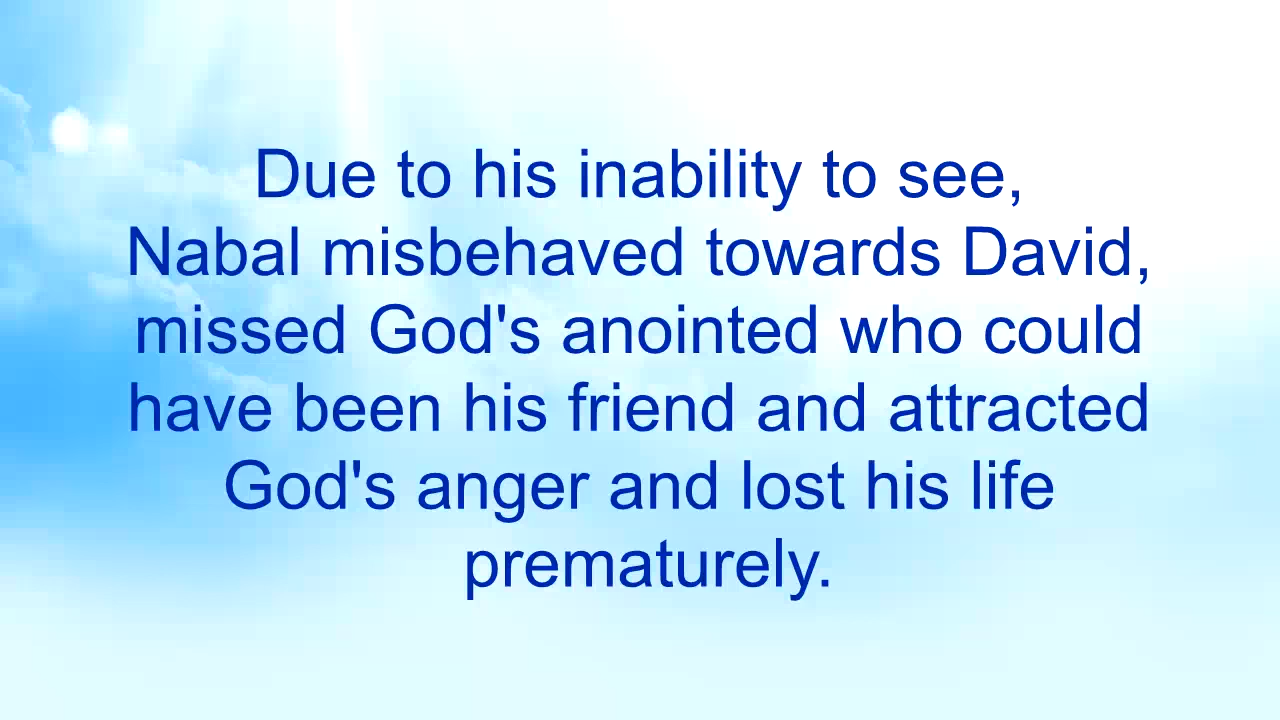 Due to his inability to see,
Nabal misbehaved towards David,
missed God's anointed who could
have been his friend and attracted
God's anger and lost his life
prematurely.